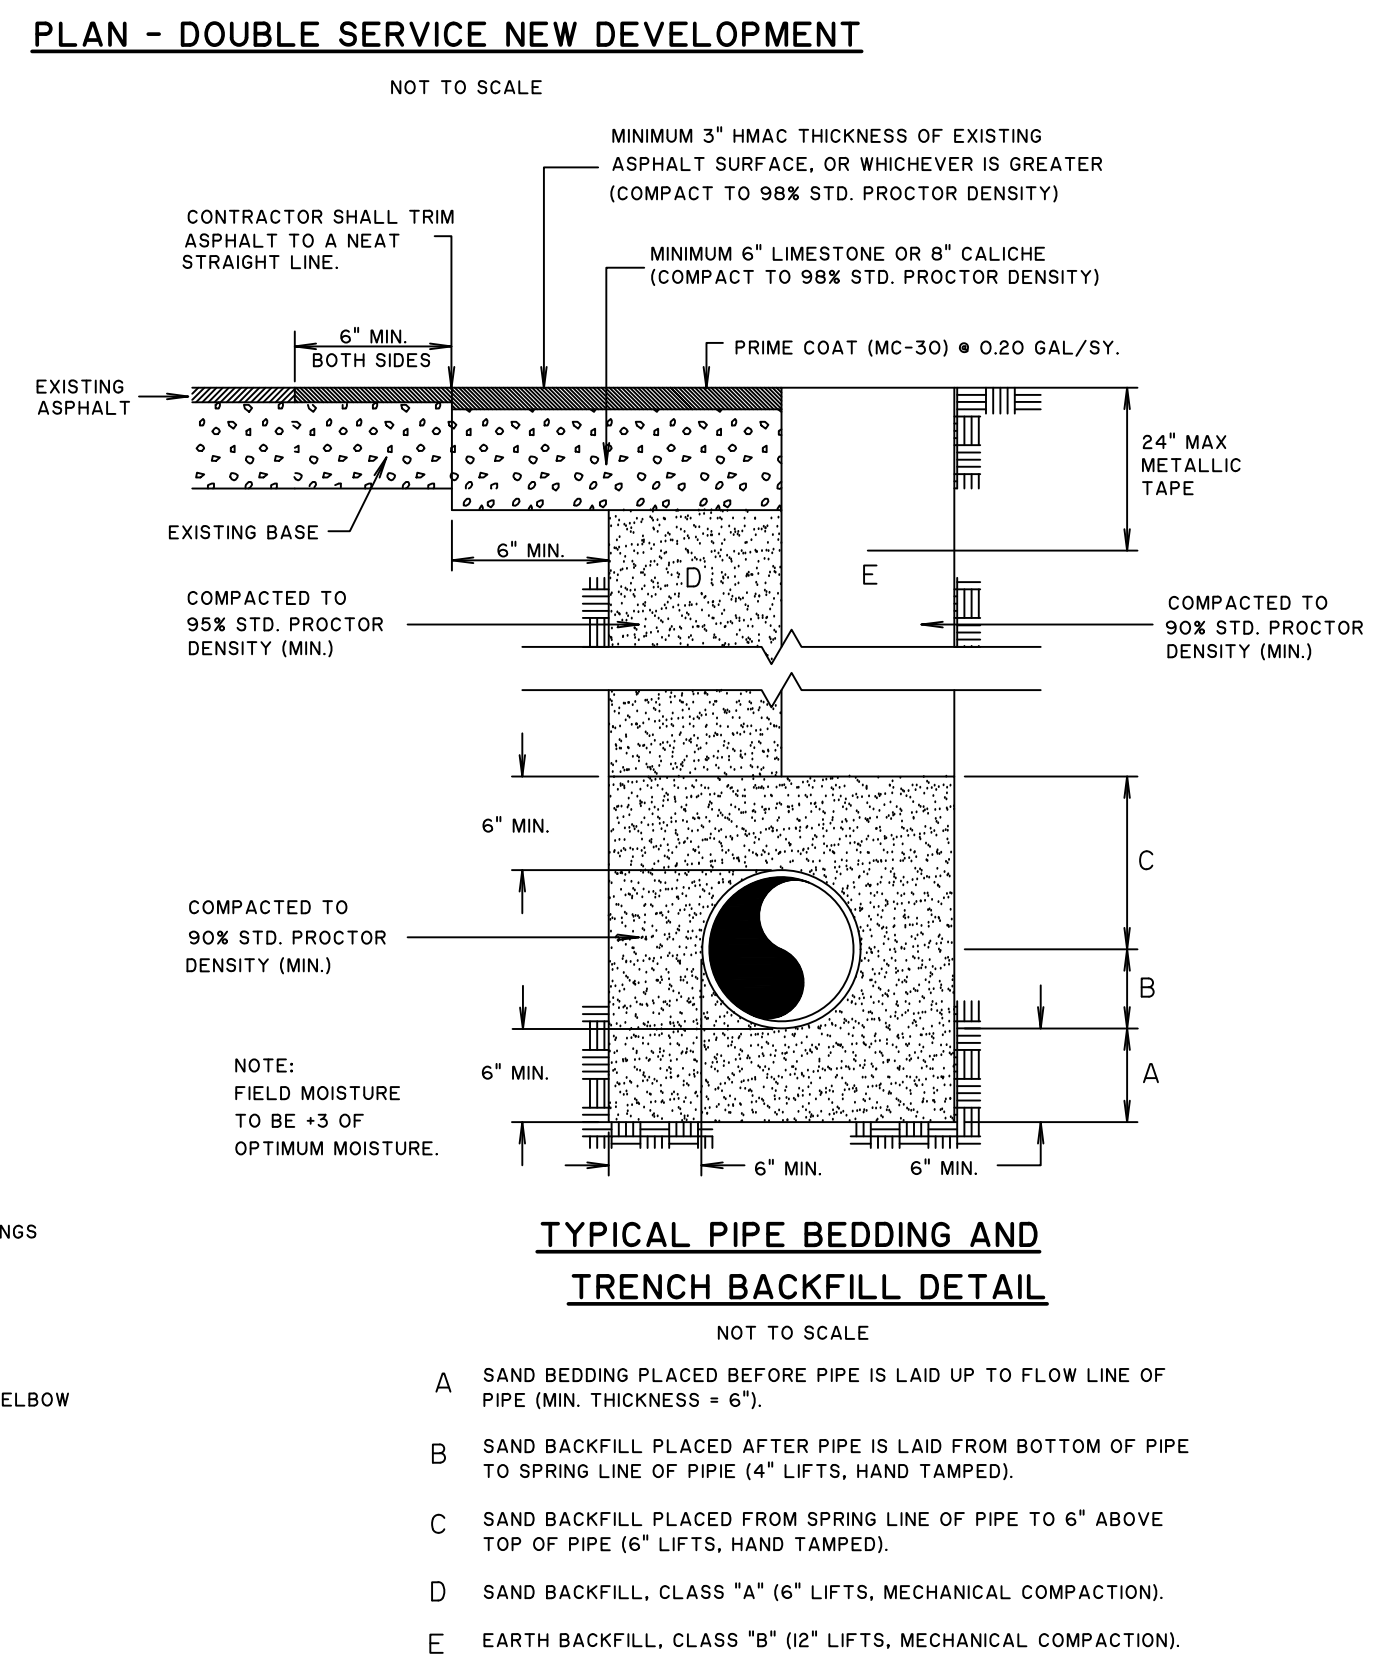 PLAN - DOUBLE SERVICE NEW DEVELOPMENT
NOT TO SCALE
MINIMUM 3" HMAC THICKNESS OF EXISTING
ASPHALT SURFACE, OR WHICHEVER IS GREATER
(COMPACT TO 98% STD. PROCTOR DENSITY)
CONTRACTOR SHALL TRIM
ASPHALT TO A NEAT
STRAIGHT LINE.
MINIMUM 6" LIMESTONE OR 8" CALICHE
(COMPACT TO 98% STD. PROCTOR DENSITY)
6" MIN.
BOTH SIDES
PRIME COAT (MC-30) @ 0.20 GAL/SY.
EXISTING
ASPHALT
24" MAX
METALLIC
TAPE
EXISTING BASE
6" MIN.
D
E
COMPACTED TO
95% STD. PROCTOR
DENSITY (MIN.)
COMPACTED TO
90% STD. PROCTOR
DENSITY (MIN.)
6" MIN.
C
COMPACTED TO
90% STD. PROCTOR
DENSITY (MIN.)
B
6" MIN.
A
NOTE:
FIELD MOISTURE
TO BE +3 OF
OPTIMUM MOISTURE.
6" MIN.
6" MIN.
NGS
TYPICAL PIPE BEDDING AND
TRENCH BACKFILL DETAIL
NOT TO SCALE
ELBOW
A SAND BEDDING PLACED BEFORE PIPE IS LAID UP TO FLOW LINE OF
PIPE (MIN. THICKNESS = 6").
B SAND BACKFILL PLACED AFTER PIPE IS LAID FROM BOTTOM OF PIPE
TO SPRING LINE OF PIPIE (4" LIFTS, HAND TAMPED).
C SAND BACKFILL PLACED FROM SPRING LINE OF PIPE TO 6" ABOVE
TOP OF PIPE (6" LIFTS, HAND TAMPED).
D SAND BACKFILL, CLASS "A" (6" LIFTS, MECHANICAL COMPACTION).
E EARTH BACKFILL, CLASS "B" (12" LIFTS, MECHANICAL COMPACTION).